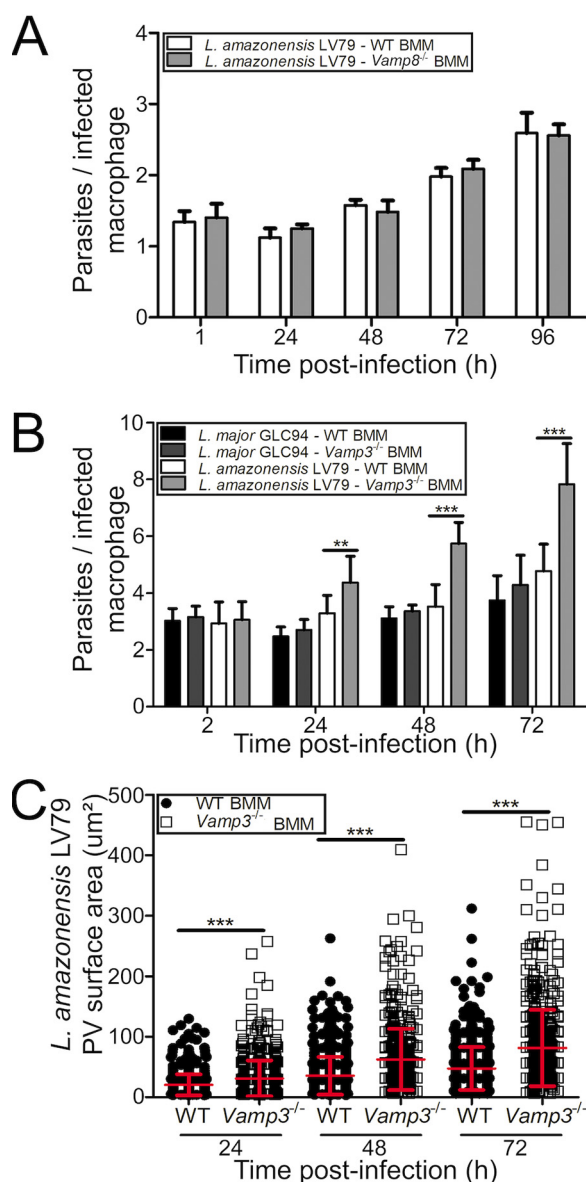 A
L. amazonensis LV79 - WT BMM
L. amazonensis LV79 - Vamp8-/- BMM
Parasites / infected
macrophage
4
3
2
1
0
1 24 48 72 96
Time post-infection (h)
B
L. major GLC94 - WT BMM
L. major GLC94 - Vamp3-/- BMM
L. amazonensis LV79 - WT BMM
L. amazonensis LV79 - Vamp3-/- BMM
Parasites / infected
macrophage
10
8
6
4
2
0
** *** ***
2 24 48 72
Time post-infection (h)
C
WT BMM
Vamp3-/- BMM
L. amazonensis LV79
PV surface area (um²)
500
400
300
200
100
0
*** *** ***
WT Vamp3-/- WT Vamp3-/- WT Vamp3-/-
24 48 72
Time post-infection (h)